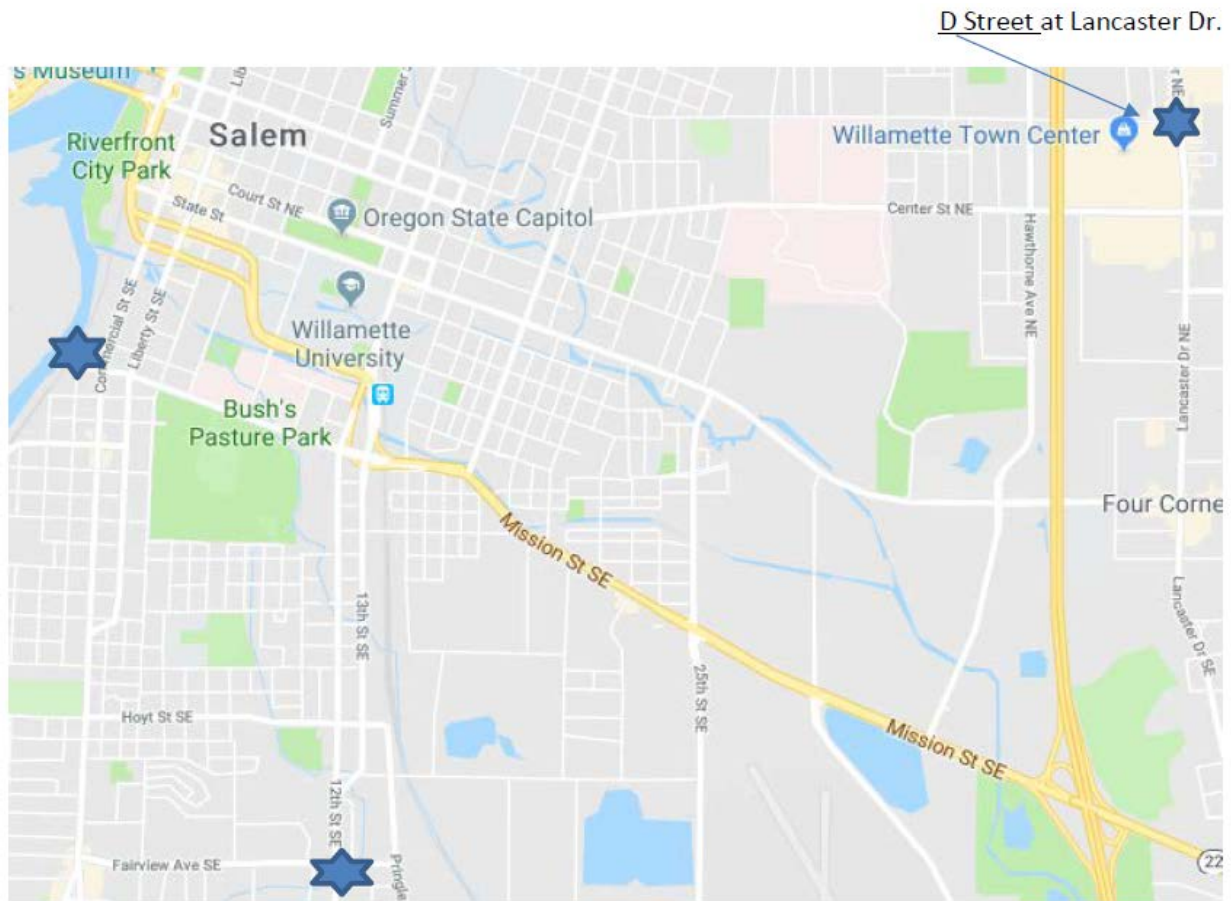 D Street at Lancaster Dr.
s Museum
Summer S
Salem
Riverfront
City Park
Willamette Town Center
Court St NE
State St
Oregon State Capitol
Center St NE
Hawthorne Ave NE
Commercial St SE
Liberty St SE
Willamette
University
Lancaster Dr NE
Bush's
Pasture Park
Four Corne
Mission St SE
13th St SE
Lancaster Dr SE
25th St SE
Hoyt St SE
Mission St SE
12th St SE
Fairview Ave SE
Pringle
22